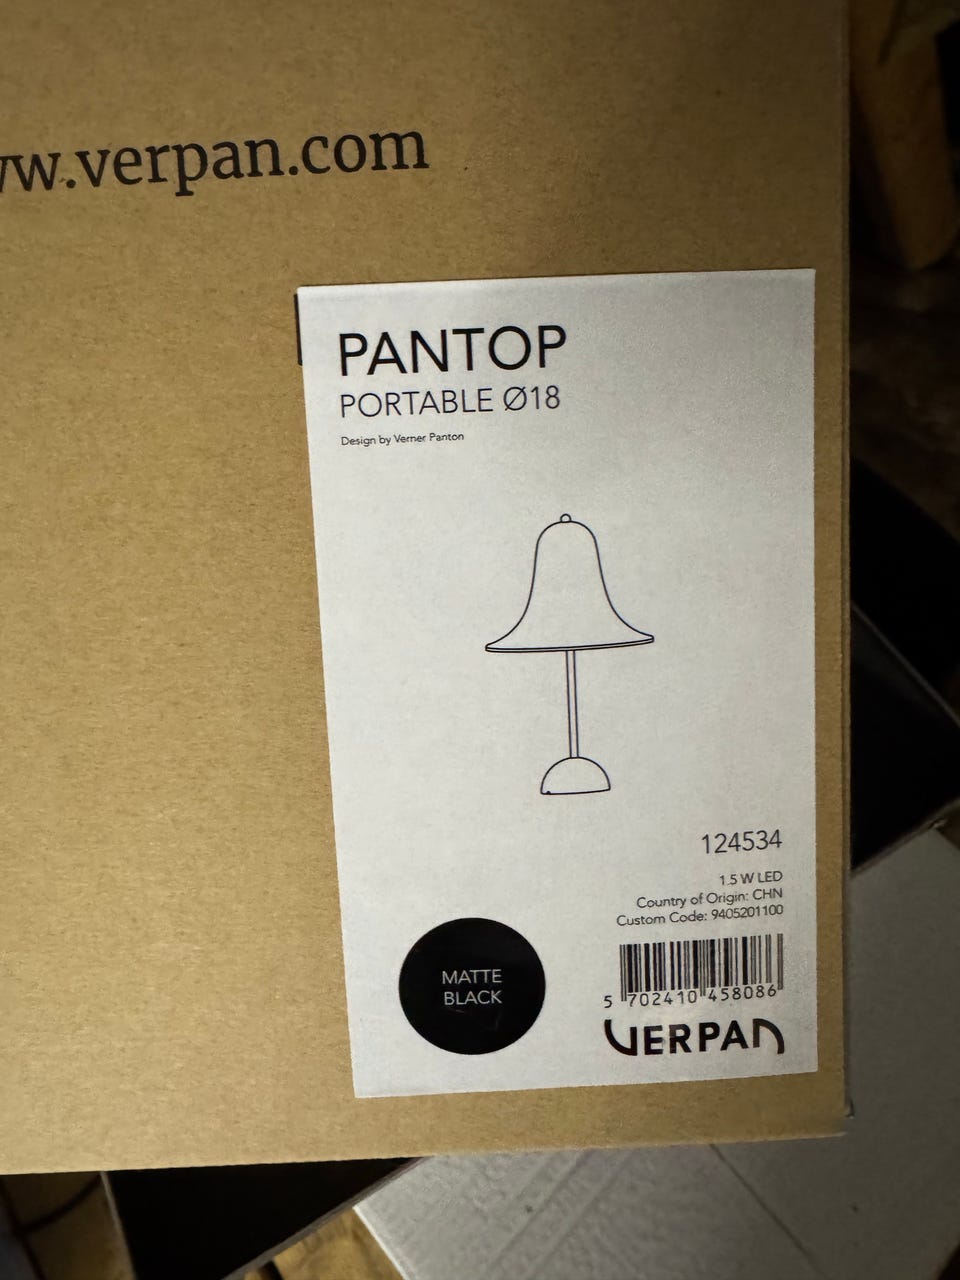 ww.verpan.com
PANTOP
PORTABLE Ø18
Design by Verner Panton
124534
1.5 W LED
Country of Origin: CHN
Custom Code: 9405201100
MATTE
BLACK
5 702410 458086
VERPAN